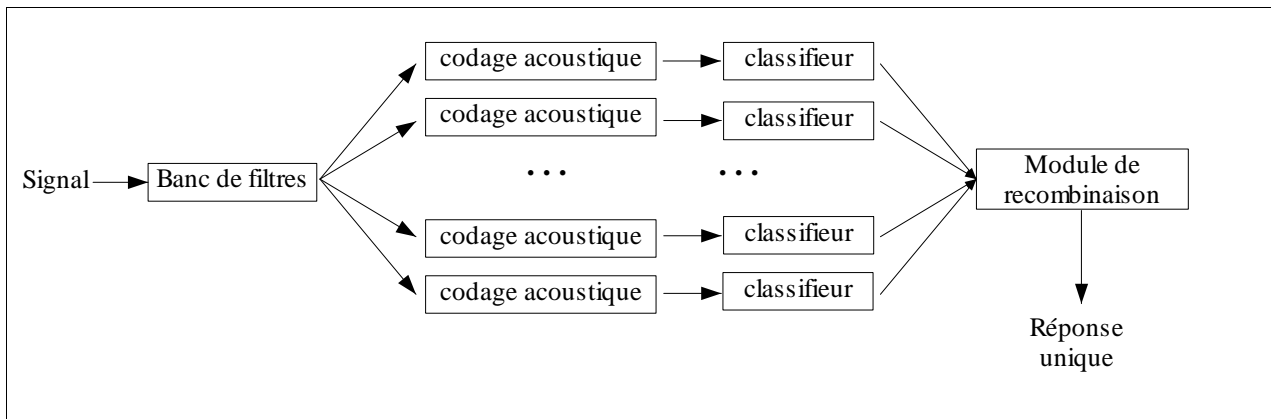 codage acoustique
classifieur
codage acoustique
classifieur
Signal
Banc de filtres
...
...
Module de
recombinaison
codage acoustique
classifieur
codage acoustique
classifieur
Réponse
unique